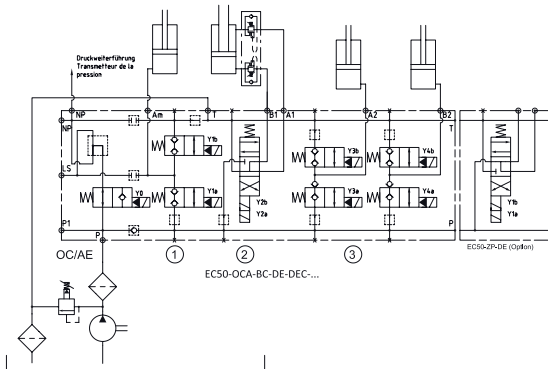 Druckweiterführung
Transmetteur de la
pression
NP Am T B1 A1 A2 B2
NP T
Y1b Y3b Y4b
LS
Y0 Y1a Y2b Y3a Y4a Y1b
Y2a Y1a
P1 P
P
OC/AE 1 2 3 EC50-ZP-DE (Option)
EC50-OCA-BC-DE-DEC-...